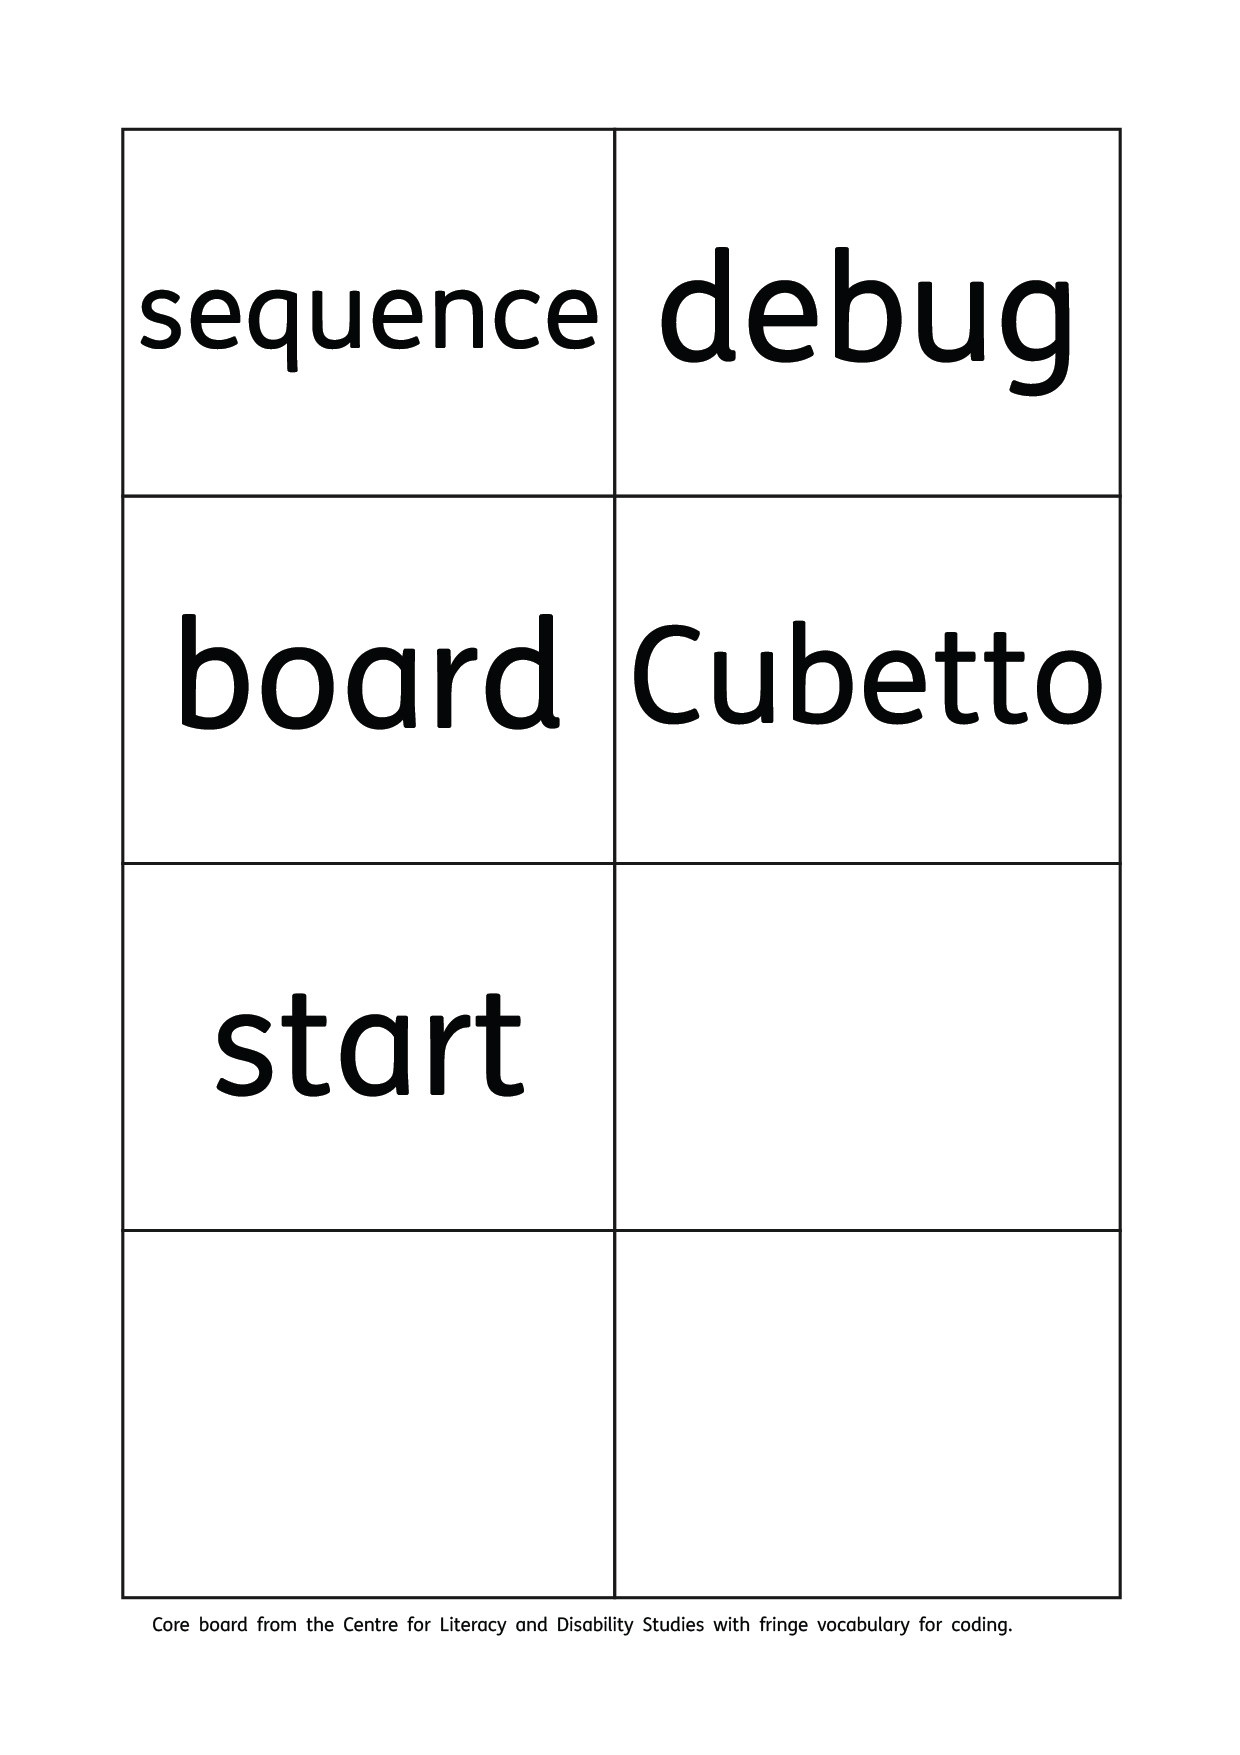 sequence
debug
board
Cubetto
start
Core board from the Centre for Literacy and Disability Studies with fringe vocabulary for coding.